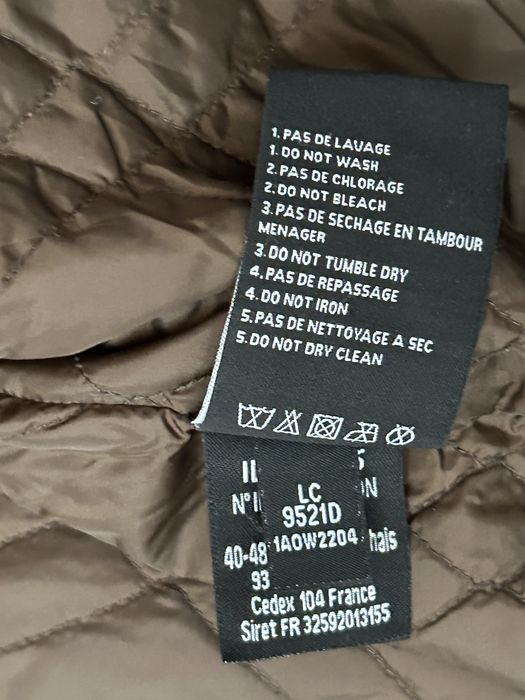 1. PAS DE LAVAGE
1. DO NOT WASH
2. PAS DE CHLORAGE
2. DO NOT BLEACH
3. PAS DE SECHAGE EN TAMBOUR
MENAGER
3. DO NOT TUMBLE DRY
4. PAS DE REPASSAGE
4. DO NOT IRON
5. PAS DE NETTOYAGE A SEC
5. DO NOT DRY CLEAN
LC
9521D
1AOW2204
N°
40-48 hais
93
Cedex 104 France
Siret FR 32592013155